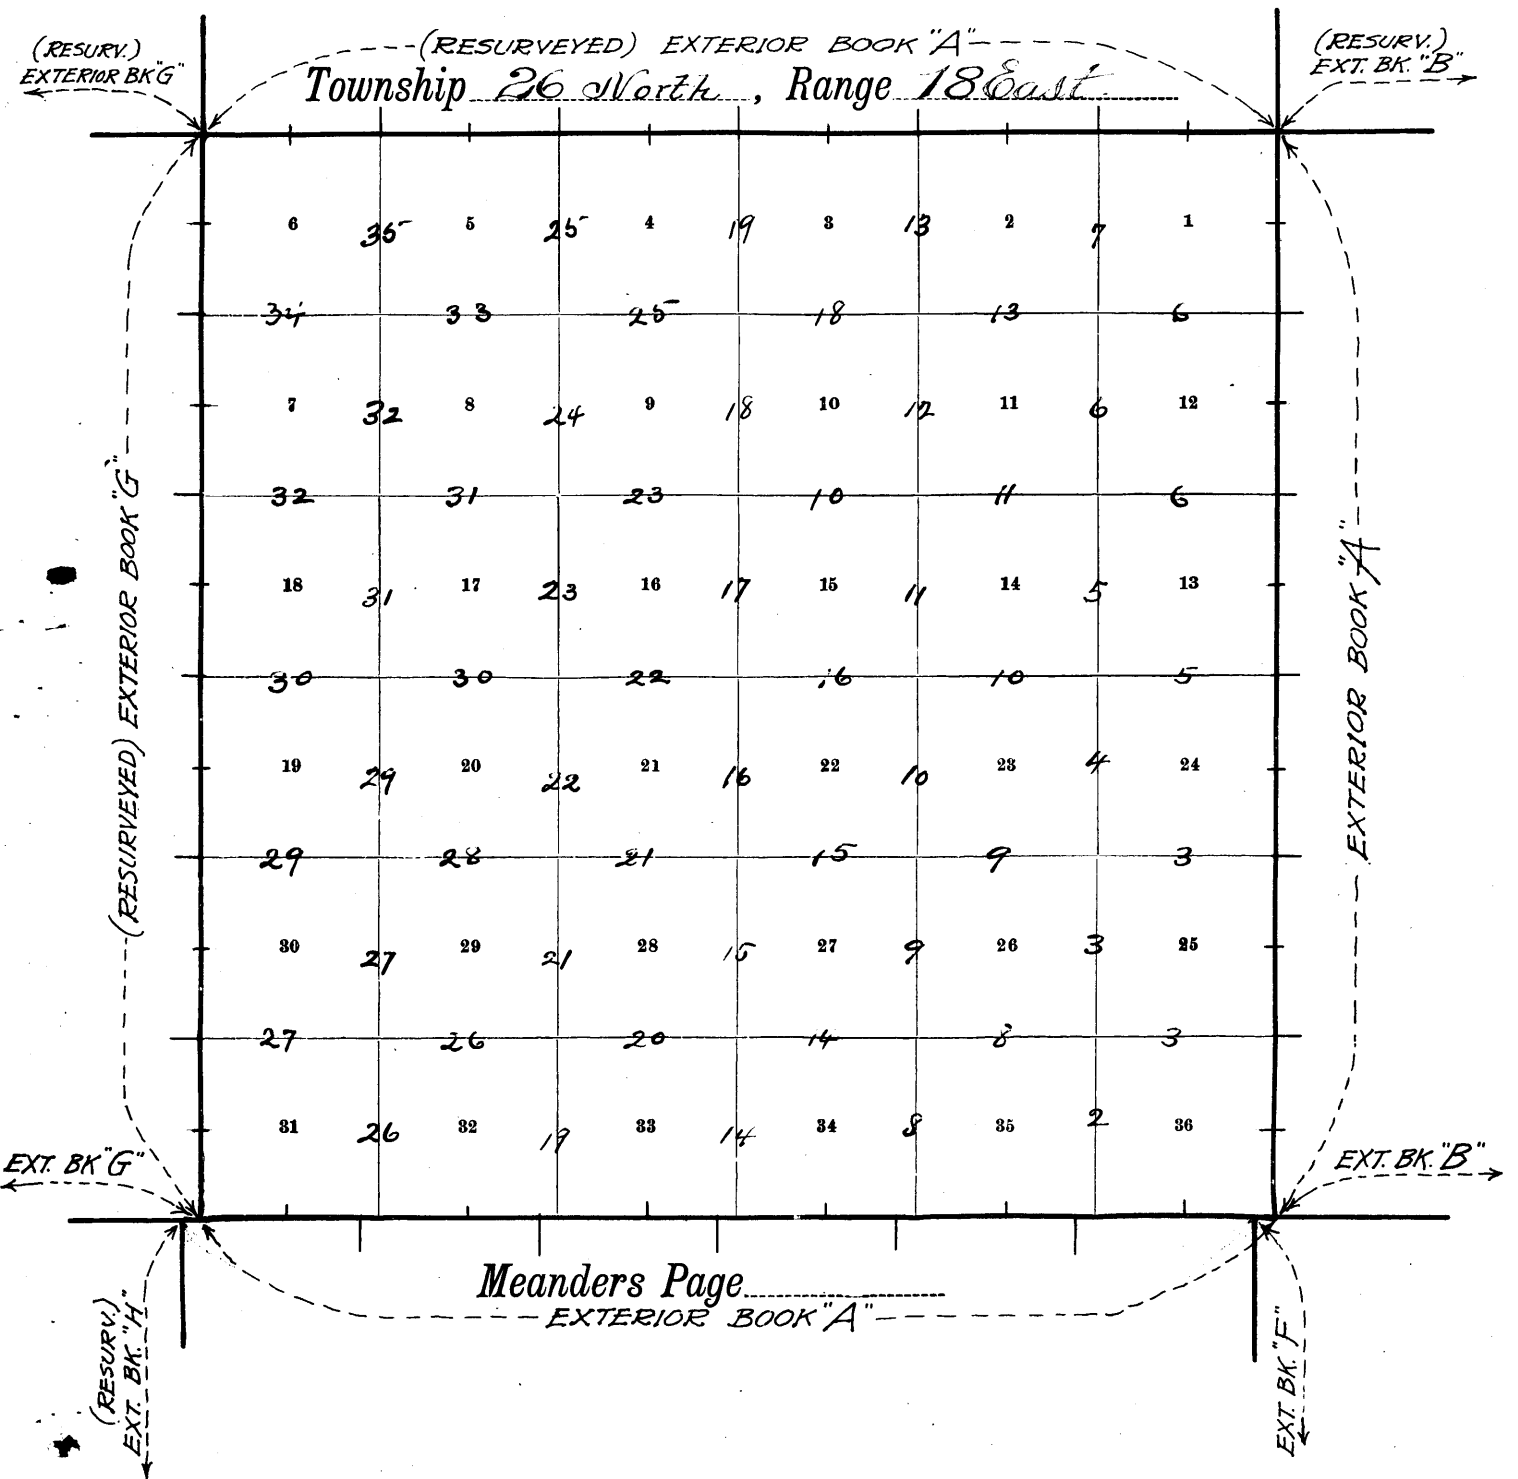 (RESURVEYED) EXTERIOR BOOK "A"
(RESURV.)
EXTERIOR BK "G"
(RESURV.)
EXT. BK. "B"
Township 26 North, Range 18 East
6 35 5 25 4 19 3 13 2 7 1
34 33 25 18 13 6
7 32 8 24 9 18 10 12 11 6 12
32 31 23 10 11 6
18 31 17 23 16 17 15 11 14 5 13
30 30 22 16 10 5
19 29 20 22 21 16 22 10 23 4 24
29 28 21 15 9 3
30 27 29 21 28 15 27 9 26 3 25
27 26 20 14 8 3
31 26 32 19 33 14 34 8 35 2 36
(RESURVEYED) EXTERIOR BOOK "G"
EXTERIOR BOOK "A"
EXT. BK "G"
EXT. BK. "B"
Meanders Page
EXTERIOR BOOK "A"
(RESURV.)
EXT. BK. "H"
EXT. BK. "F"